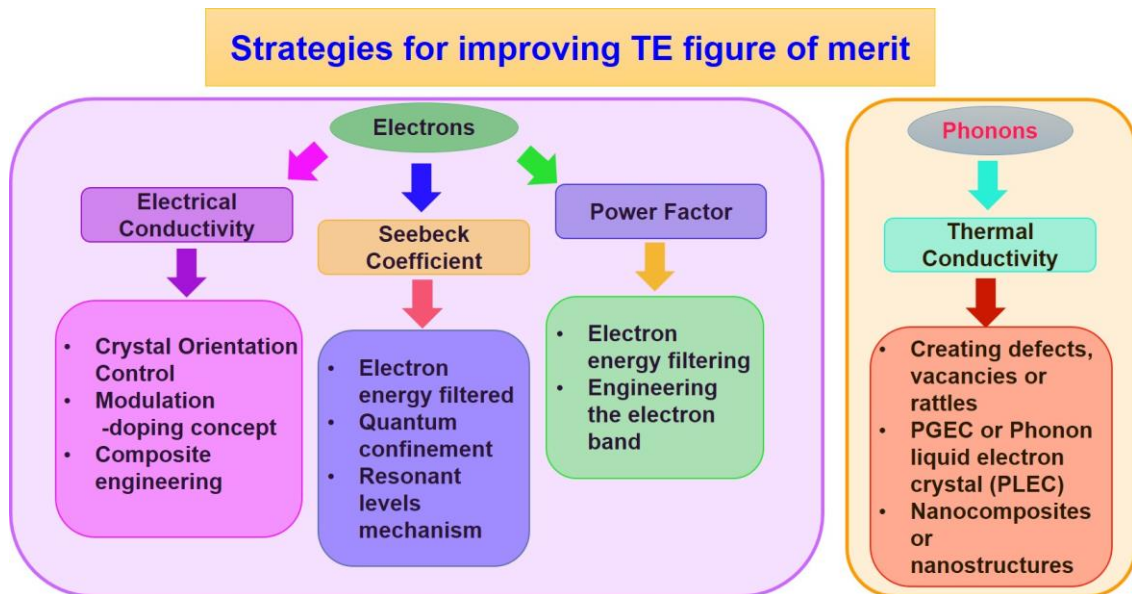 Strategies for improving TE figure of merit
Electrons
Electrical
Conductivity
• Crystal Orientation
Control
• Modulation
-doping concept
• Composite
engineering
Seebeck
Coefficient
• Electron
energy filtered
• Quantum
confinement
• Resonant
levels
mechanism
Power Factor
• Electron
energy filtering
• Engineering
the electron
band
Phonons
Thermal
Conductivity
• Creating defects,
vacancies or
rattles
• PGEC or Phonon
liquid electron
crystal (PLEC)
• Nanocomposites
or
nanostructures